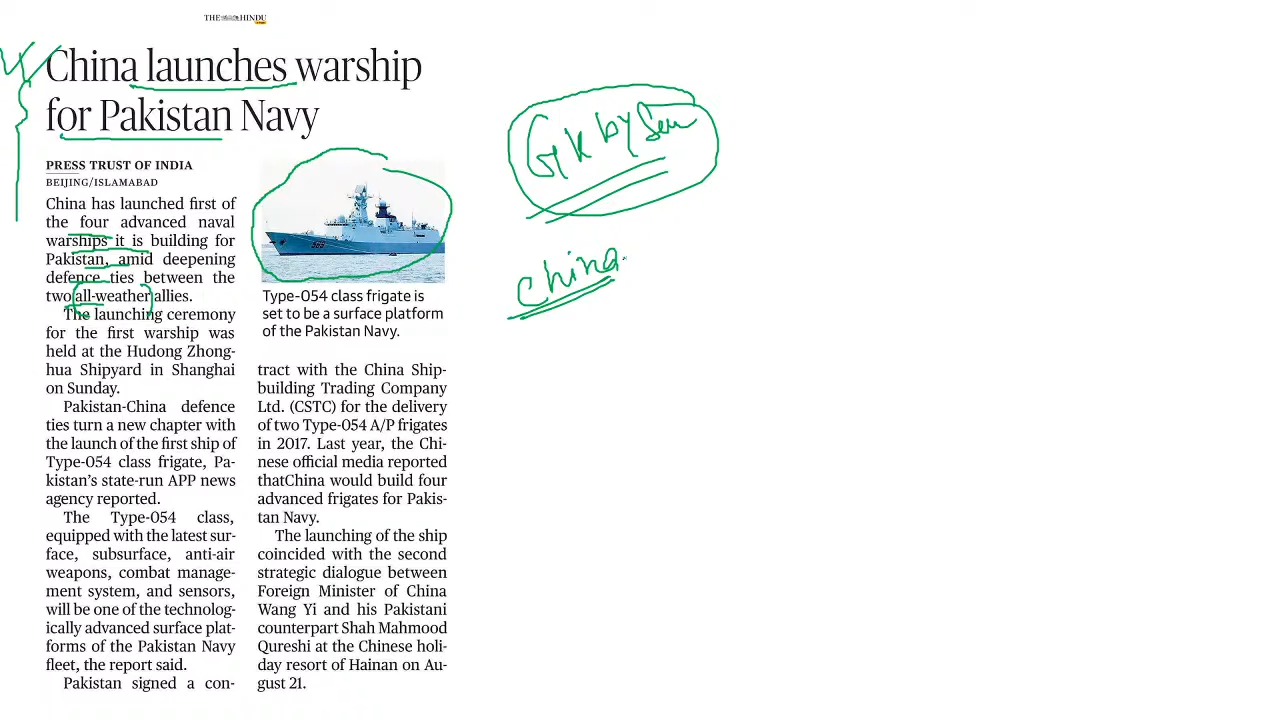 THE HINDU
China launches warship
for Pakistan Navy
PRESS TRUST OF INDIA
BEIJING/ISLAMABAD
China has launched first of
the four advanced naval
warships it is building for
Pakistan, amid deepening
defence ties between the
two all-weather allies.
The launching ceremony
for the first warship was
held at the Hudong Zhong-
hua Shipyard in Shanghai
on Sunday.
Pakistan-China defence
ties turn a new chapter with
the launch of the first ship of
Type-054 class frigate, Pa-
kistan's state-run APP news
agency reported.
The Type-054 class,
equipped with the latest sur-
face, subsurface, anti-air
weapons, combat manage-
ment system, and sensors,
will be one of the technolog-
ically advanced surface plat-
forms of the Pakistan Navy
fleet, the report said.
Pakistan signed a con-
Type-054 class frigate is
set to be a surface platform
of the Pakistan Navy.
tract with the China Ship-
building Trading Company
Ltd. (CSTC) for the delivery
of two Type-054 A/P frigates
in 2017. Last year, the Chi-
nese official media reported
thatChina would build four
advanced frigates for Pakis-
tan Navy.
The launching of the ship
coincided with the second
strategic dialogue between
Foreign Minister of China
Wang Yi and his Pakistani
counterpart Shah Mahmood
Qureshi at the Chinese holi-
day resort of Hainan on Au-
gust 21.
Gk by
China